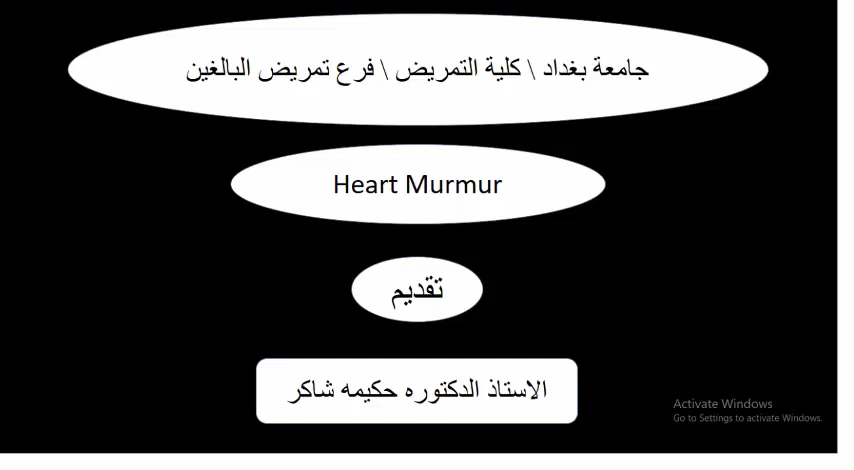 جامعة بغداد \ كلية التمريض \ فرع تمريض البالغين
Heart Murmur
تقديم
الاستاذ الدكتوره حكيمه شاكر
Activate Windows
Go to Settings to activate Windows.